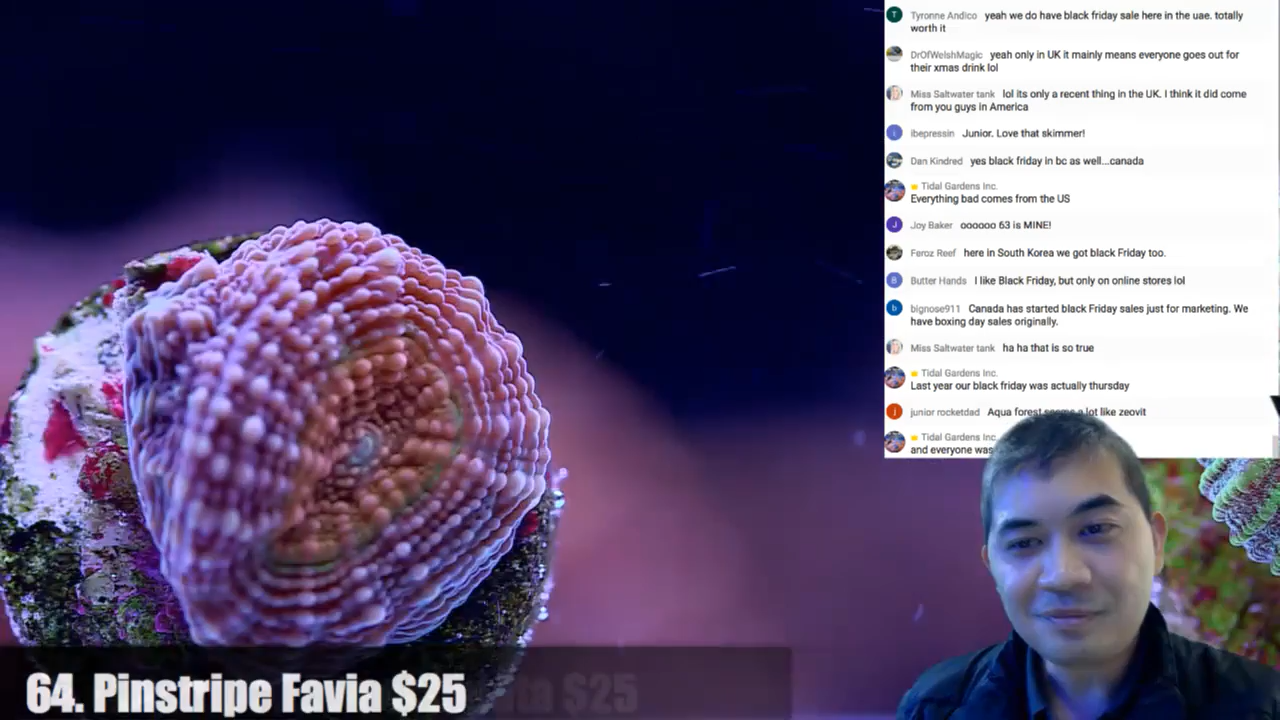 Tyronne Andico yeah we do have black friday sale here in the uae. totally
worth it
DrOfWelshMagic yeah only in UK it mainly means everyone goes out for
their xmas drink lol
Miss Saltwater tank lol its only a recent thing in the UK. I think it did come
from you guys in America
ibepressin Junior. Love that skimmer!
Dan Kindred yes black friday in bc as well...canada
Tidal Gardens Inc.
Everything bad comes from the US
Joy Baker oooooo 63 is MINE!
Feroz Reef here in South Korea we got black Friday too.
Butter Hands I like Black Friday, but only on online stores lol
bignose911 Canada has started black Friday sales just for marketing. We
have boxing day sales originally.
Miss Saltwater tank ha ha that is so true
Tidal Gardens Inc.
Last year our black friday was actually thursday
junior rocketdad Aqua forest seems a lot like zeovit
Tidal Gardens Inc.
and everyone was
64. Pinstripe Favia $25